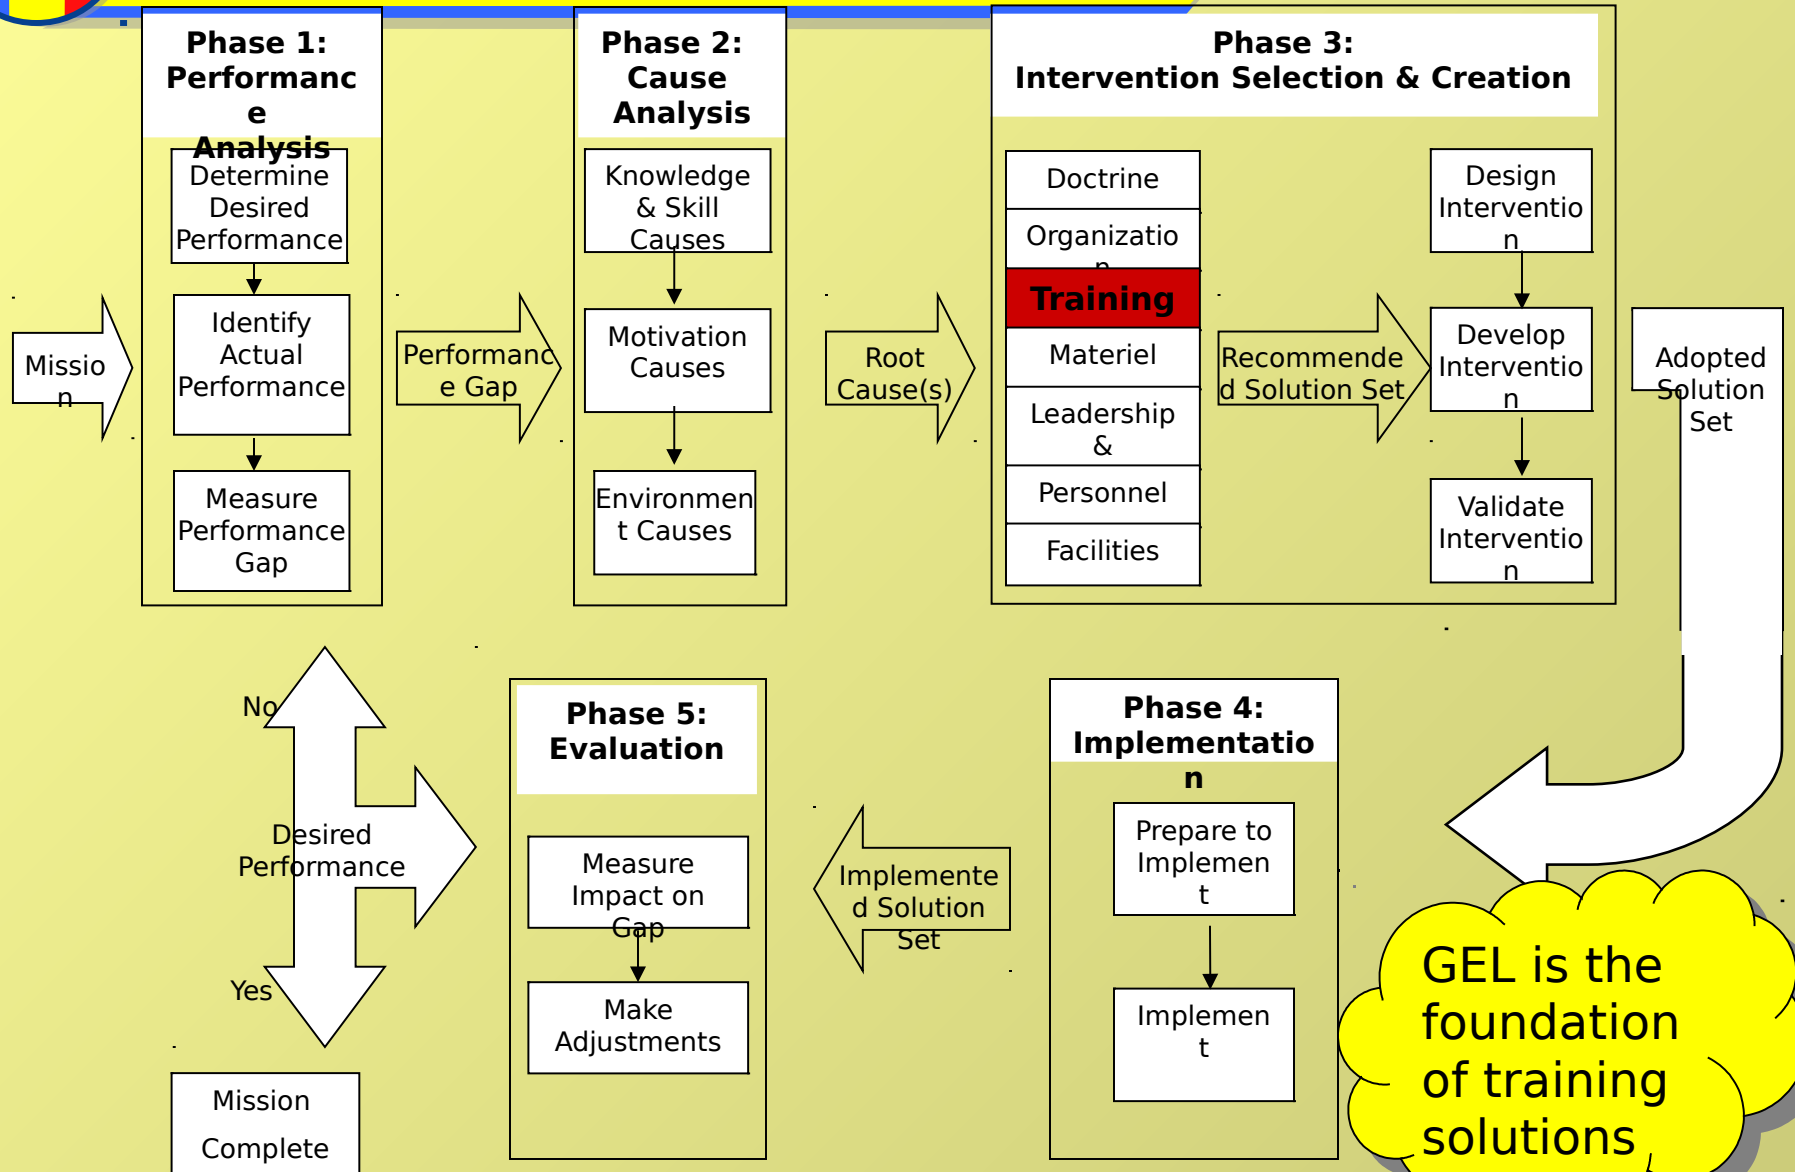 Phase 1:
Performanc
e
Analysis
Determine
Desired
Performance
Identify
Actual
Performance
Measure
Performance
Gap
Missio
n
Performanc
e Gap
Phase 2:
Cause
Analysis
Knowledge
& Skill
Causes
Motivation
Causes
Environmen
t Causes
Root
Cause(s)
Phase 3:
Intervention Selection & Creation
Doctrine
Organizatio
n
Training
Materiel
Leadership
&
Personnel
Facilities
Recommende
d Solution Set
Design
Interventio
n
Develop
Interventio
n
Validate
Interventio
n
Adopted
Solution
Set
Phase 4:
Implementatio
n
Prepare to
Implemen
t
Implemen
t
Implemente
d Solution
Set
Phase 5:
Evaluation
Measure
Impact on
Gap
Make
Adjustments
No
Desired
Performance
Yes
Mission
Complete
GEL is the
foundation
of training
solutions